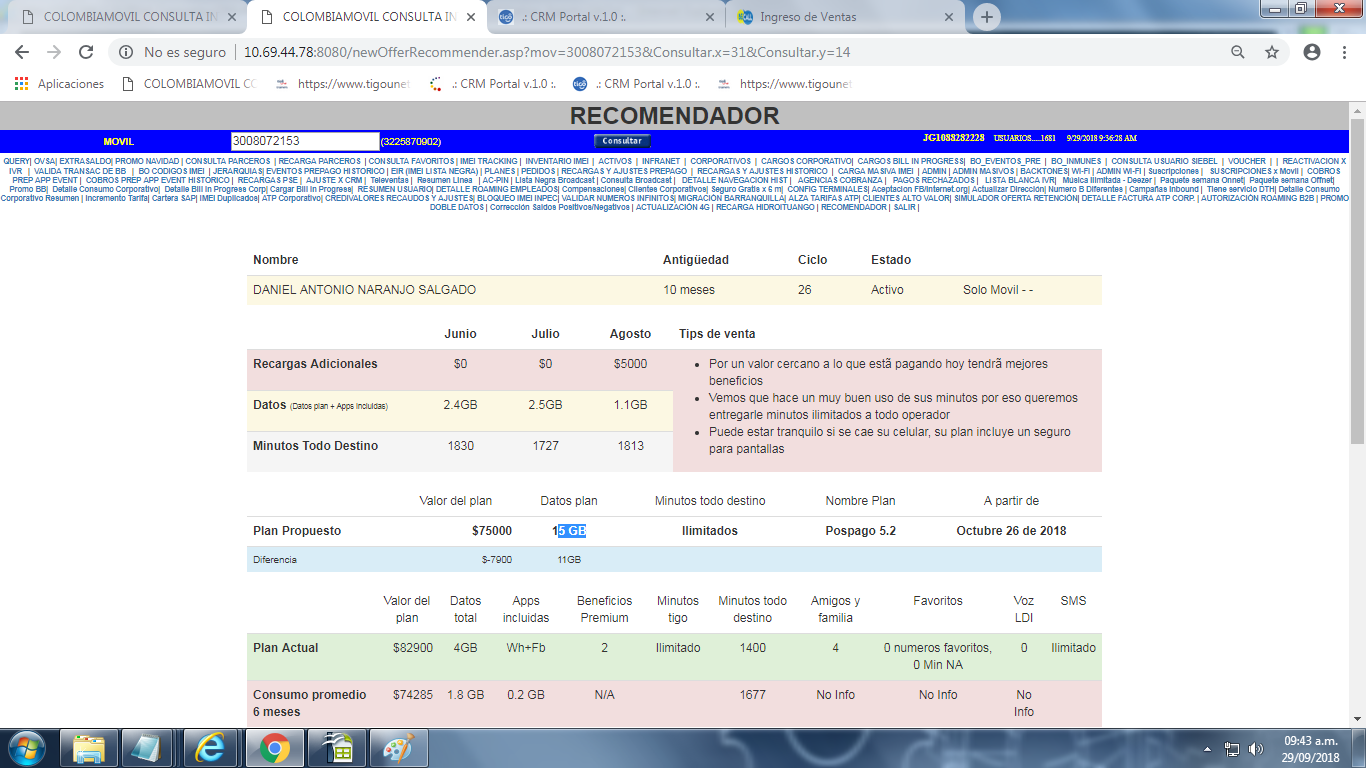 COLOMBIAMOVIL CONSULTA IN
COLOMBIAMOVIL CONSULTA IN
.: CRM Portal v.1.0 :.
Ingreso de Ventas
No es seguro | 10.69.44.78:8080/newOfferRecommender.asp?mov=3008072153&Consultar.x=31&Consultar.y=14
Aplicaciones
COLOMBIAMOVIL CO
https://www.tigounet
.: CRM Portal v.1.0 :.
.: CRM Portal v.1.0 :.
https://www.tigounet
RECOMENDADOR
MOVIL 3008072153 (3225870902) Consultar JG1088282228 USUARIOS.....1681 9/29/2018 9:36:28 AM
QUERY| OVSA| EXTRASALDO| PROMO NAVIDAD | CONSULTA PARCEROS | RECARGA PARCEROS | CONSULTA FAVORITOS | IMEI TRACKING | INVENTARIO IMEI | ACTIVOS | INFRANET | CORPORATIVOS | CARGOS CORPORATIVO| CARGOS BILL IN PROGRESS| BO_EVENTOS_PRE | BO_INMUNES | CONSULTA USUARIO SIEBEL | VOUCHER | | REACTIVACION X
IVR | VALIDA TRANSAC DE BB | BO CODIGOS IMEI | JERARQUIAS| EVENTOS PREPAGO HISTORICO | EIR (IMEI LISTA NEGRA) | PLANES | PEDIDOS | RECARGAS Y AJUSTES PREPAGO | RECARGAS Y AJUSTES HISTORICO | CARGA MASIVA IMEI | ADMIN | ADMIN MASIVOS | BACKTONES| WI-FI | ADMIN WI-FI | Suscripciones | SUSCRIPCIONES x Movil | COBROS
PREP APP EVENT | COBROS PREP APP EVENT HISTORICO | RECARGAS PSE | AJUSTE X CRM | Televentas | Resumen Linea | AC-PIN | Lista Negra Broadcast | Consulta Broadcast | DETALLE NAVEGACION HIST | AGENCIAS COBRANZA | PAGOS RECHAZADOS | LISTA BLANCA IVR| Música Ilimitada - Deezer | Paquete semana Onnet| Paquete semana Offnet|
Promo BB| Detalle Consumo Corporativo| Detalle Bill In Progress Corp| Cargar Bill In Progress| RESUMEN USUARIO| DETALLE ROAMING EMPLEADOS| Compensaciones| Clientes Corporativos| Seguro Gratis x 6 m| CONFIG TERMINALES| Aceptacion FB/Internet.org| Actualizar Dirección| Numero B Diferentes | Campañas Inbound | Tiene servicio DTH| Detalle Consumo
Corporativo Resumen | Incremento Tarifa| Cartera SAP| IMEI Duplicados| ATP Corporativo| CREDIVALORES RECAUDOS Y AJUSTES| BLOQUEO IMEI INPEC| VALIDAR NUMEROS INFINITOS| MIGRACIÓN BARRANQUILLA| ALZA TARIFAS ATP| CLIENTES ALTO VALOR| SIMULADOR OFERTA RETENCIÓN| DETALLE FACTURA ATP CORP. | AUTORIZACIÓN ROAMING B2B | PROMO
DOBLE DATOS | Corrección Saldos Positivos/Negativos | ACTUALIZACIÓN 4G | RECARGA HIDROITUANGO | RECOMENDADOR | SALIR |
Nombre Antigüedad Ciclo Estado
DANIEL ANTONIO NARANJO SALGADO 10 meses 26 Activo Solo Movil - -
Junio Julio Agosto Tips de venta
Recargas Adicionales $0 $0 $5000
Datos (Datos plan + Apps Incluidas) 2.4GB 2.5GB 1.1GB
Minutos Todo Destino 1830 1727 1813
• Por un valor cercano a lo que estã pagando hoy tendrã mejores
beneficios
• Vemos que hace un muy buen uso de sus minutos por eso queremos
entregarle minutos ilimitados a todo operador
• Puede estar tranquilo si se cae su celular, su plan incluye un seguro
para pantallas
Valor del plan Datos plan Minutos todo destino Nombre Plan A partir de
Plan Propuesto $75000 15 GB Ilimitados Pospago 5.2 Octubre 26 de 2018
Diferencia $-7900 11GB
Valor del plan Datos total Apps incluidas Beneficios Premium Minutos tigo Minutos todo destino Amigos y familia Favoritos Voz LDI SMS
Plan Actual $82900 4GB Wh+Fb 2 Ilimitado 1400 4 0 numeros favoritos, 0 Min NA 0 Ilimitado
Consumo promedio 6 meses $74285 1.8 GB 0.2 GB N/A 1677 No Info No Info No Info
09:43 a.m.
29/09/2018